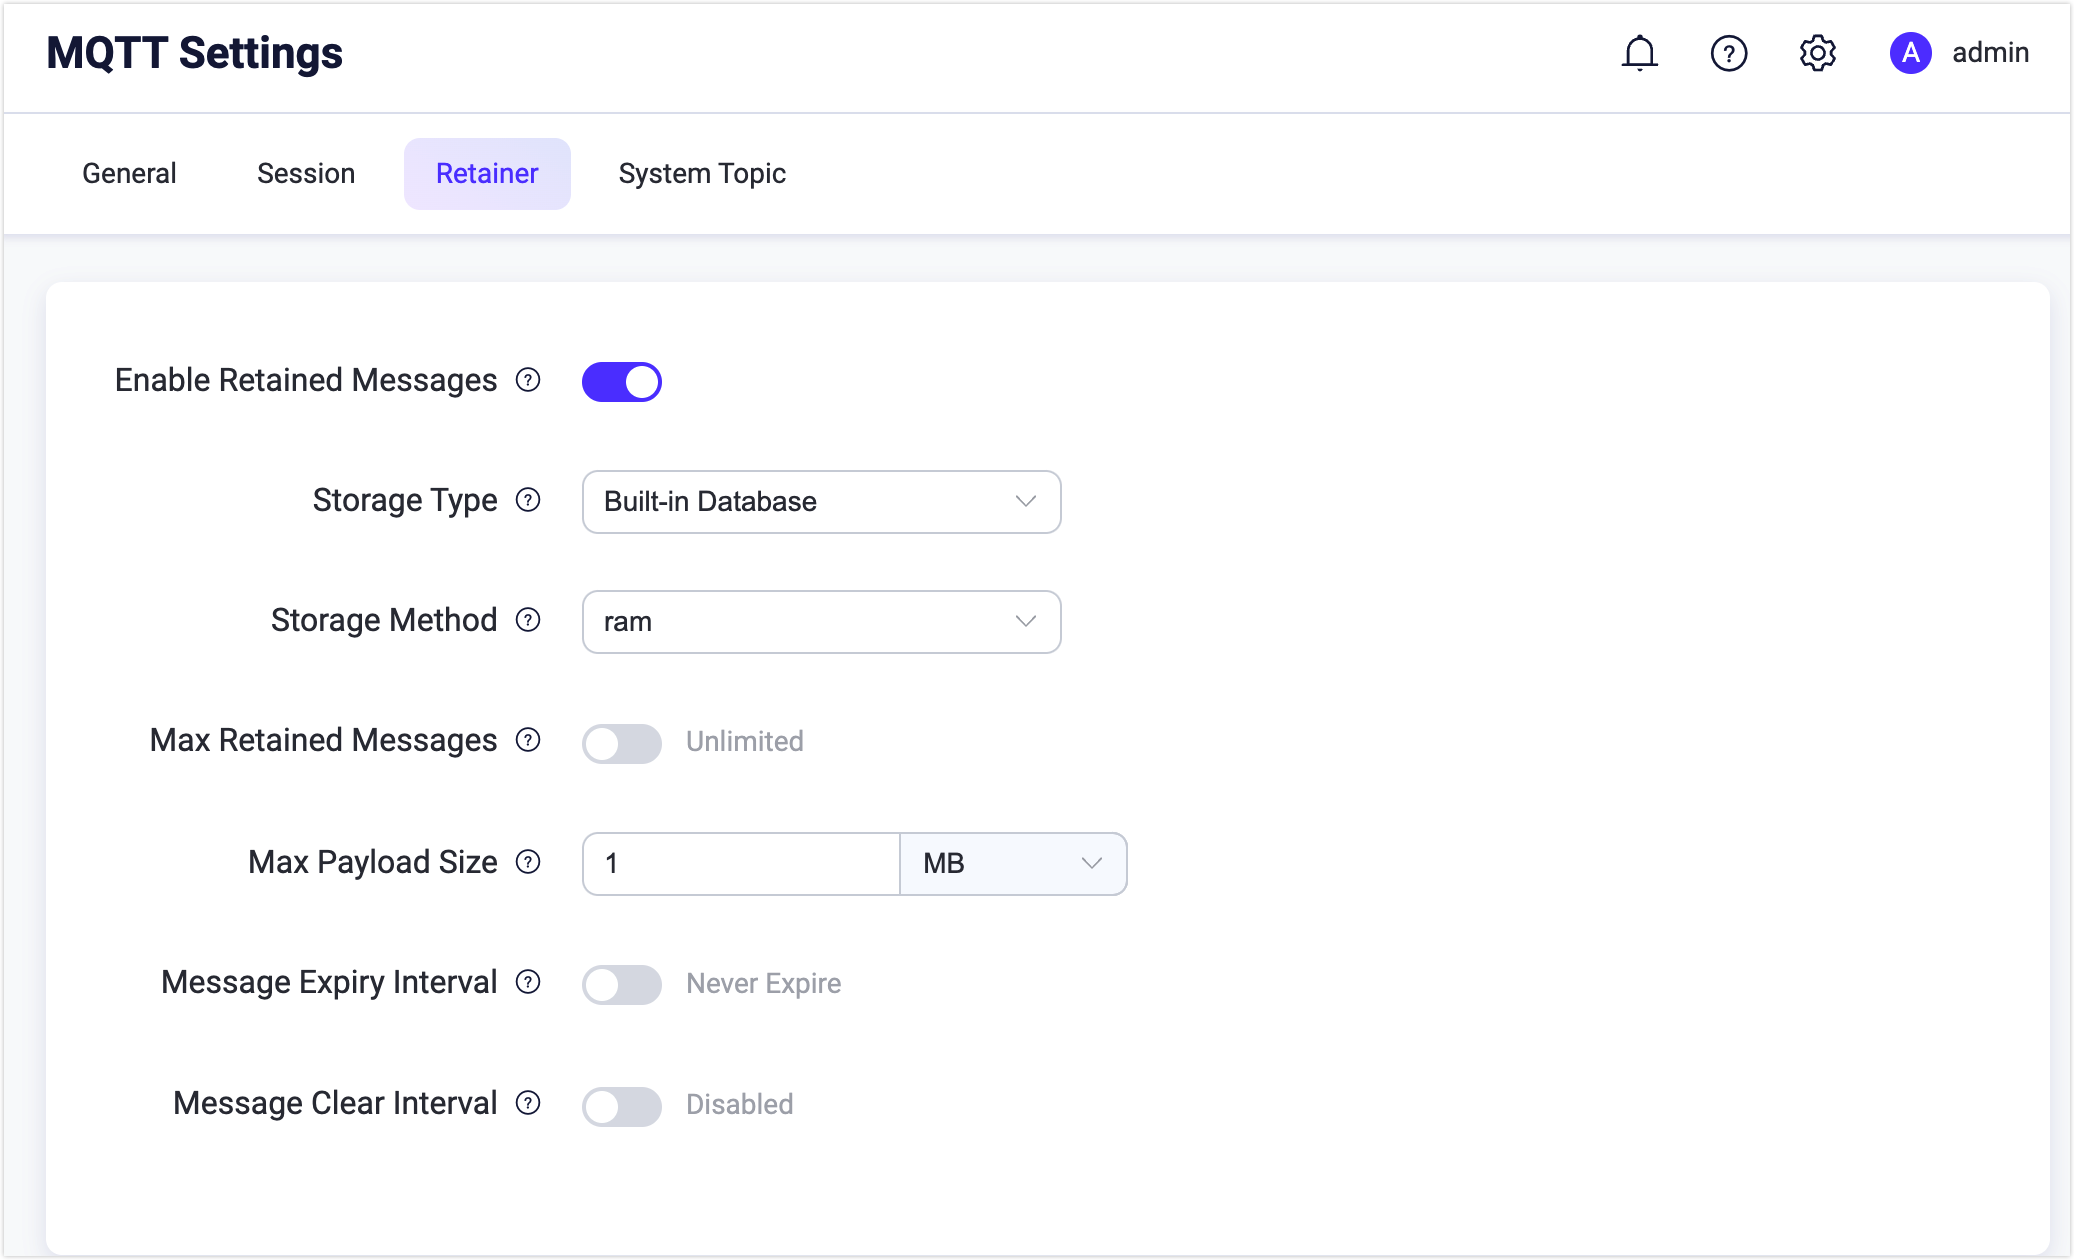 MQTT Settings
A admin
General Session Retainer System Topic
Enable Retained Messages ?
Storage Type ? Built-in Database
Storage Method ? ram
Max Retained Messages ? Unlimited
Max Payload Size ? 1 MB
Message Expiry Interval ? Never Expire
Message Clear Interval ? Disabled